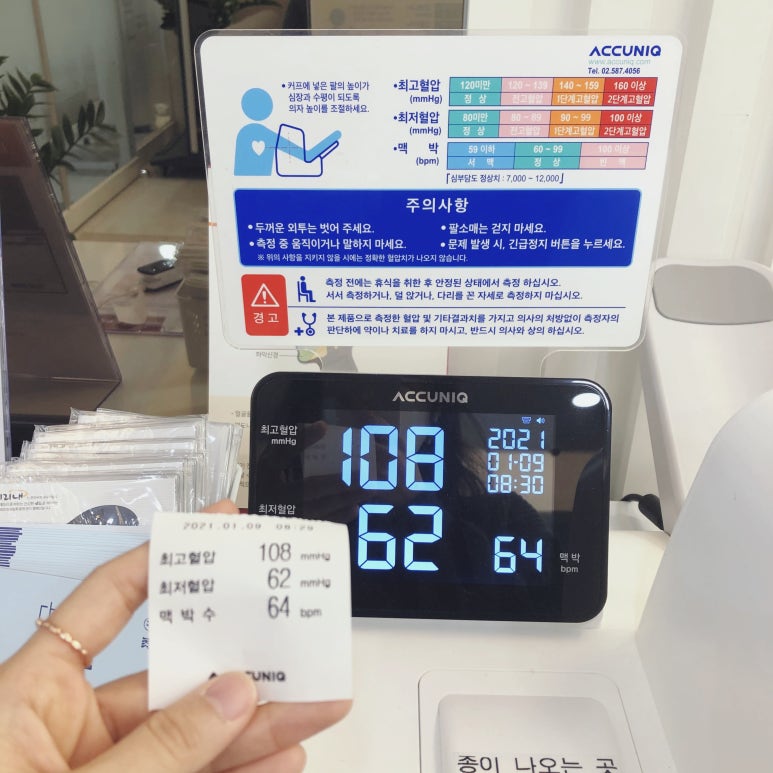 ACCUNIQ
www.accuniq.com
Tel. 02.587.4056
• 커프에 넣은 팔의 높이가
심장과 수평이 되도록
의자 높이를 조절하세요.
•최고혈압
(mmHg)
120미만 120 ~ 139 140 ~ 159 160 이상
정 상 전고혈압 1단계고혈압 2단계고혈압
•최저혈압
(mmHg)
80미만 80 ~ 89 90 ~ 99 100 이상
정 상 전고혈압 1단계고혈압 2단계고혈압
•맥 박
(bpm)
59 이하 60 ~ 99 100 이상
서 맥 정 상 빈 맥
「심부담도 정상치 : 7,000 ~ 12,000」
주의사항
• 두꺼운 외투는 벗어 주세요.
• 팔소매는 걷지 마세요.
• 측정 중 움직이거나 말하지 마세요.
• 문제 발생 시, 긴급정지 버튼을 누르세요.
※ 위의 사항을 지키지 않을 시에는 정확한 혈압치가 나오지 않습니다.
경 고
측정 전에는 휴식을 취한 후 안정된 상태에서 측정 하십시오.
서서 측정하거나, 덜 앉거나, 다리를 꼰 자세로 측정하지 마십시오.
본 제품으로 측정한 혈압 및 기타결과치를 가지고 의사의 처방없이 측정자의
판단하에 약이나 치료를 하지 마시고, 반드시 의사와 상의 하십시오.
하악신경
ACCUNIQ
최고혈압
mmHg
108
2021
01-09
08:30
최저혈압
62
64
맥 박
bpm
2021.01.09 08:29
최고혈압 108 mmHg
최저혈압 62 mmHg
맥 박 수 64 bpm
ACCUNIQ
종이 나오는 곳